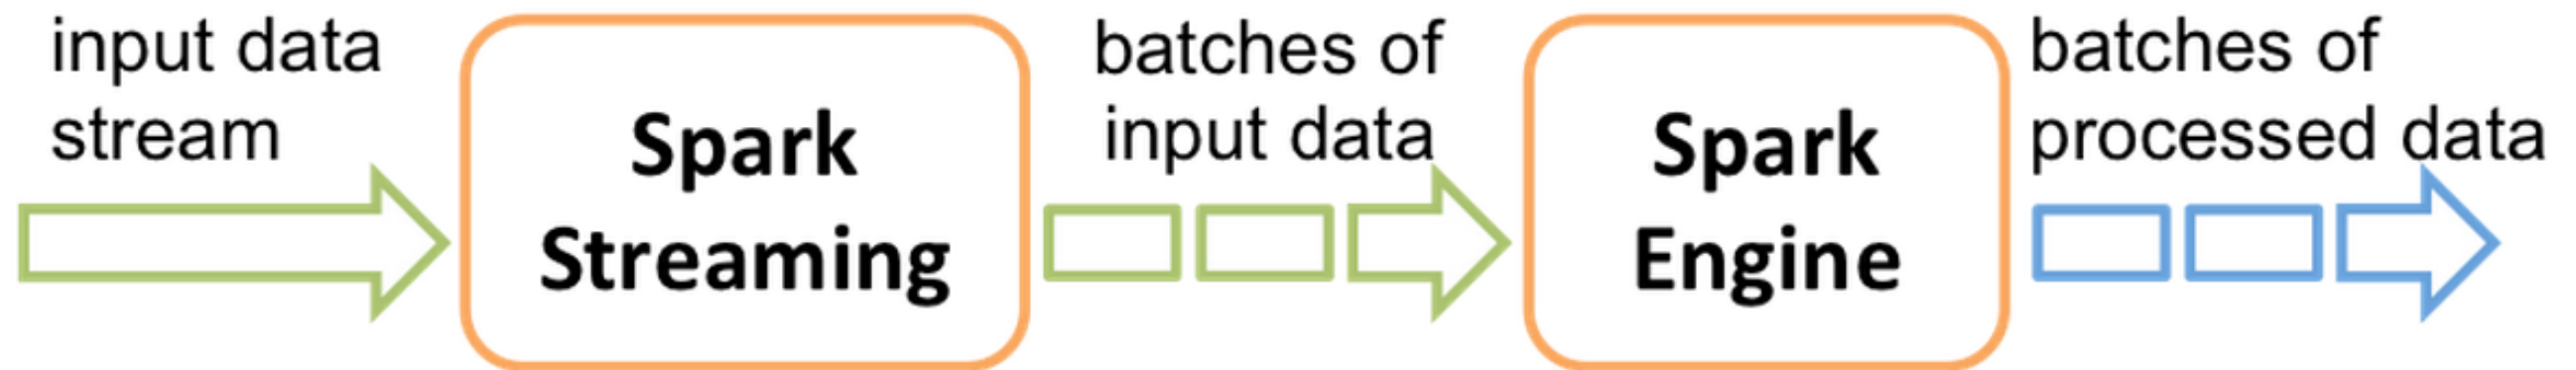 input data
stream
Spark
Streaming
batches of
input data
Spark
Engine
batches of
processed data